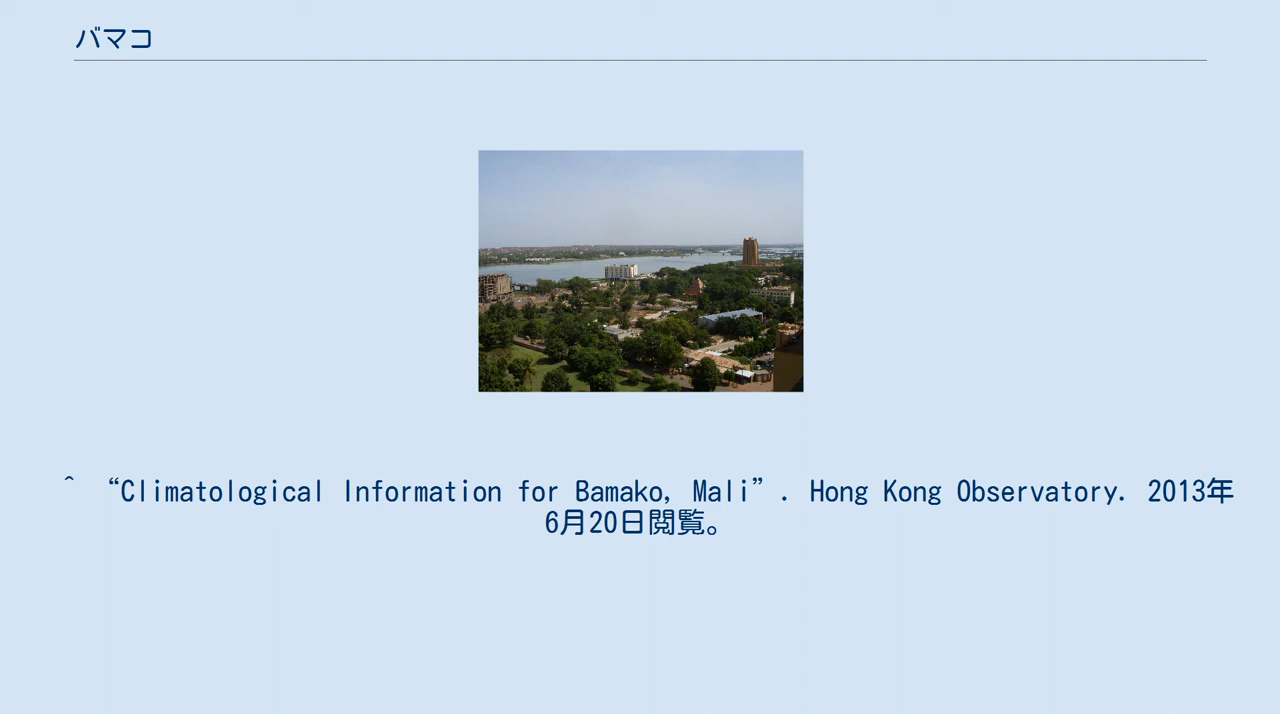 バマコ
^ “Climatological Information for Bamako, Mali”. Hong Kong Observatory. 2013年
6月20日閲覧。